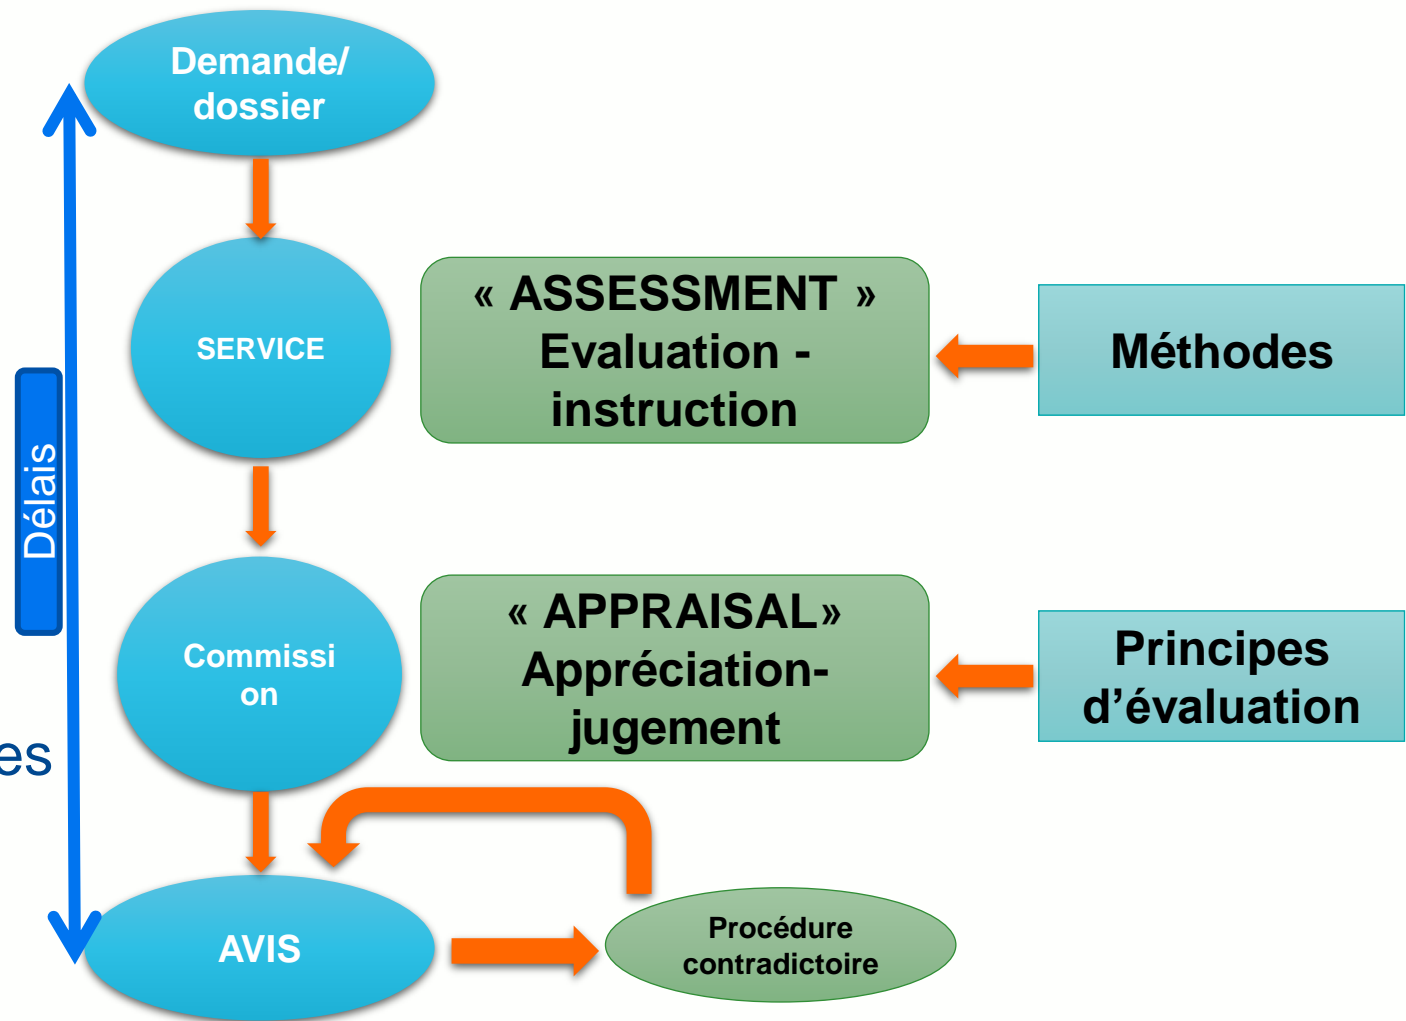 Demande/
dossier
SERVICE
« ASSESSMENT »
Evaluation -
instruction
Méthodes
Délais
Commissi
on
« APPRAISAL»
Appréciation-
jugement
Principes
d’évaluation
es
AVIS
Procédure
contradictoire